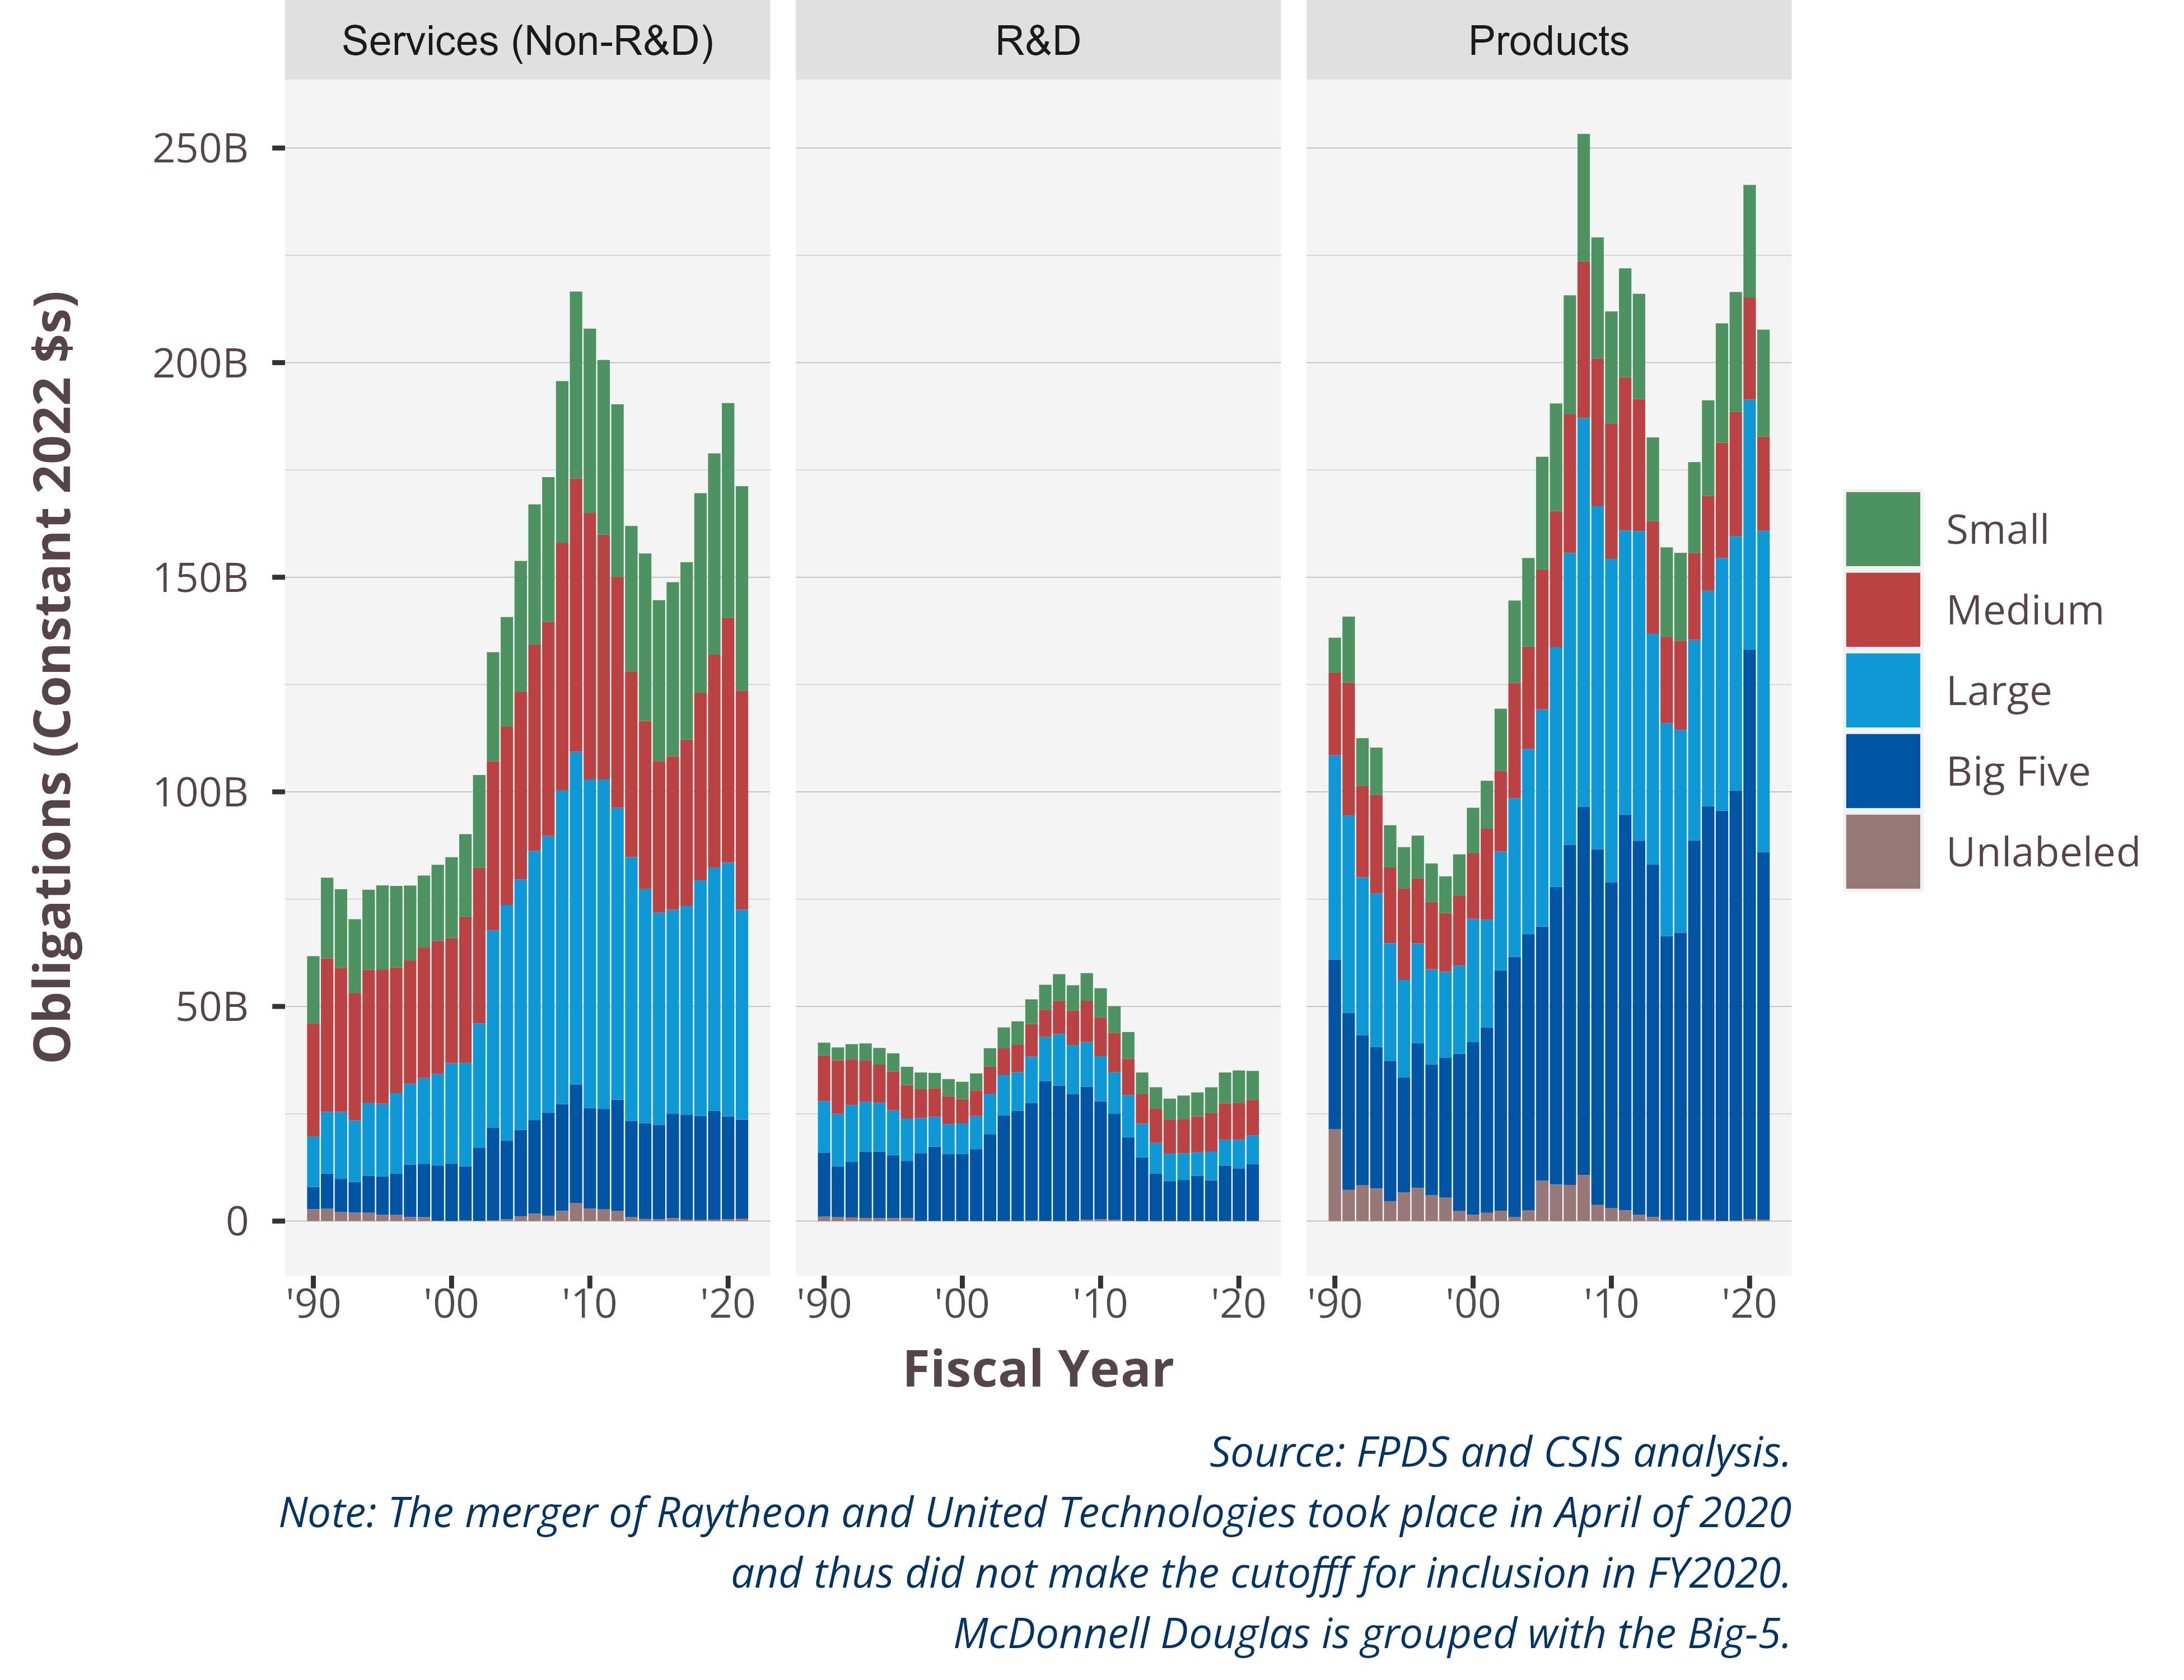 Services (Non-R&D)
R&D
Products
Obligations (Constant 2022 $s)
250B
200B
150B
100B
50B
0
'90
'00
'10
'20
'90
'00
'10
'20
'90
'00
'10
'20
Fiscal Year
Small
Medium
Large
Big Five
Unlabeled
Source: FPDS and CSIS analysis.
Note: The merger of Raytheon and United Technologies took place in April of 2020
and thus did not make the cutofff for inclusion in FY2020.
McDonnell Douglas is grouped with the Big-5.